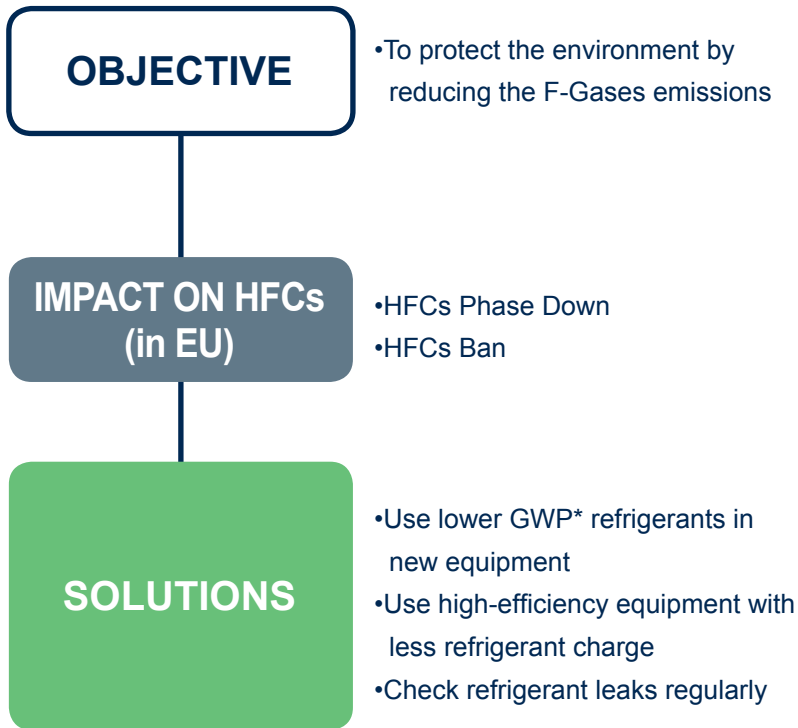 OBJECTIVE
•To protect the environment by
reducing the F-Gases emissions
IMPACT ON HFCs
(in EU)
•HFCs Phase Down
•HFCs Ban
SOLUTIONS
•Use lower GWP* refrigerants in
new equipment
•Use high-efficiency equipment with
less refrigerant charge
•Check refrigerant leaks regularly